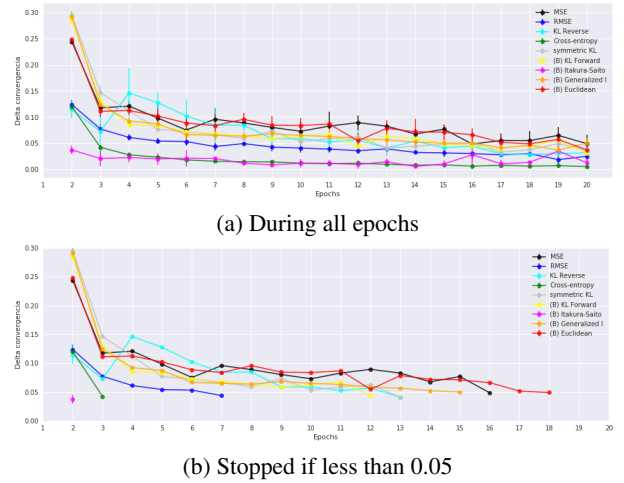 0.30
0.25
0.20
0.15
0.10
0.05
0.00
Delta convergencia
1 2 3 4 5 6 7 8 9 10 11 12 13 14 15 16 17 18 19 20
Epochs
MSE
RMSE
KL Reverse
Cross-entropy
symmetric KL
(B) KL Forward
(B) Itakura-Saito
(B) Generalized I
(B) Euclidean
(a) During all epochs
0.30
0.25
0.20
0.15
0.10
0.05
0.00
Delta convergencia
1 2 3 4 5 6 7 8 9 10 11 12 13 14 15 16 17 18 19 20
Epochs
MSE
RMSE
KL Reverse
Cross-entropy
symmetric KL
(B) KL Forward
(B) Itakura-Saito
(B) Generalized I
(B) Euclidean
(b) Stopped if less than 0.05